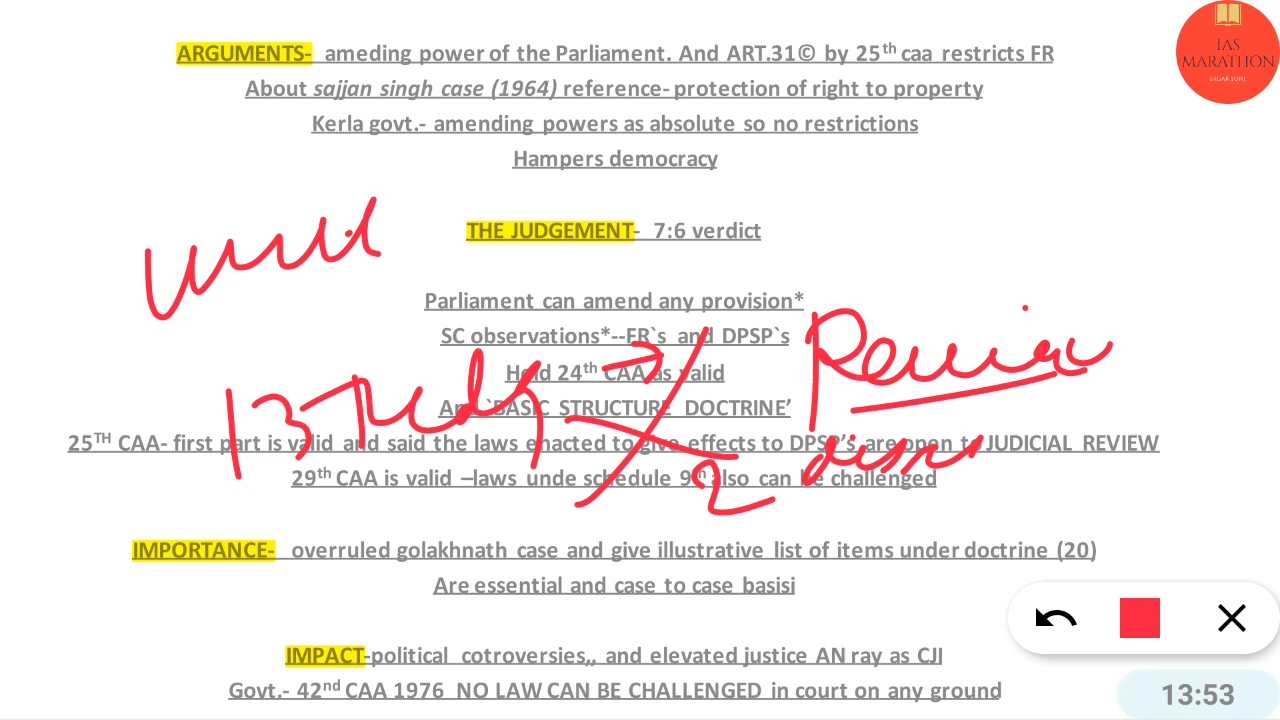 ARGUMENTS- ameding power of the Parliament. And ART.31© by 25th caa restricts FR
About sajjan singh case (1964) reference- protection of right to property
Kerla govt.- amending powers as absolute so no restrictions
Hampers democracy
THE JUDGEMENT- 7:6 verdict
Parliament can amend any provision*
SC observations*--FR`s and DPSP`s
Held 24th CAA as valid
And `BASIC STRUCTURE DOCTRINE’
25TH CAA- first part is valid and said the laws enacted to give effects to DPSP’s are open to JUDICIAL REVIEW
29th CAA is valid –laws unde schedule 9th also can be challenged
IMPORTANCE- overruled golakhnath case and give illustrative list of items under doctrine (20)
Are essential and case to case basisi
IMPACT-political cotroversies,, and elevated justice AN ray as CJI
Govt.- 42nd CAA 1976 NO LAW CAN BE CHALLENGED in court on any ground
IAS
MARATHON
SAGAR SONI
13
2
Review
13:53